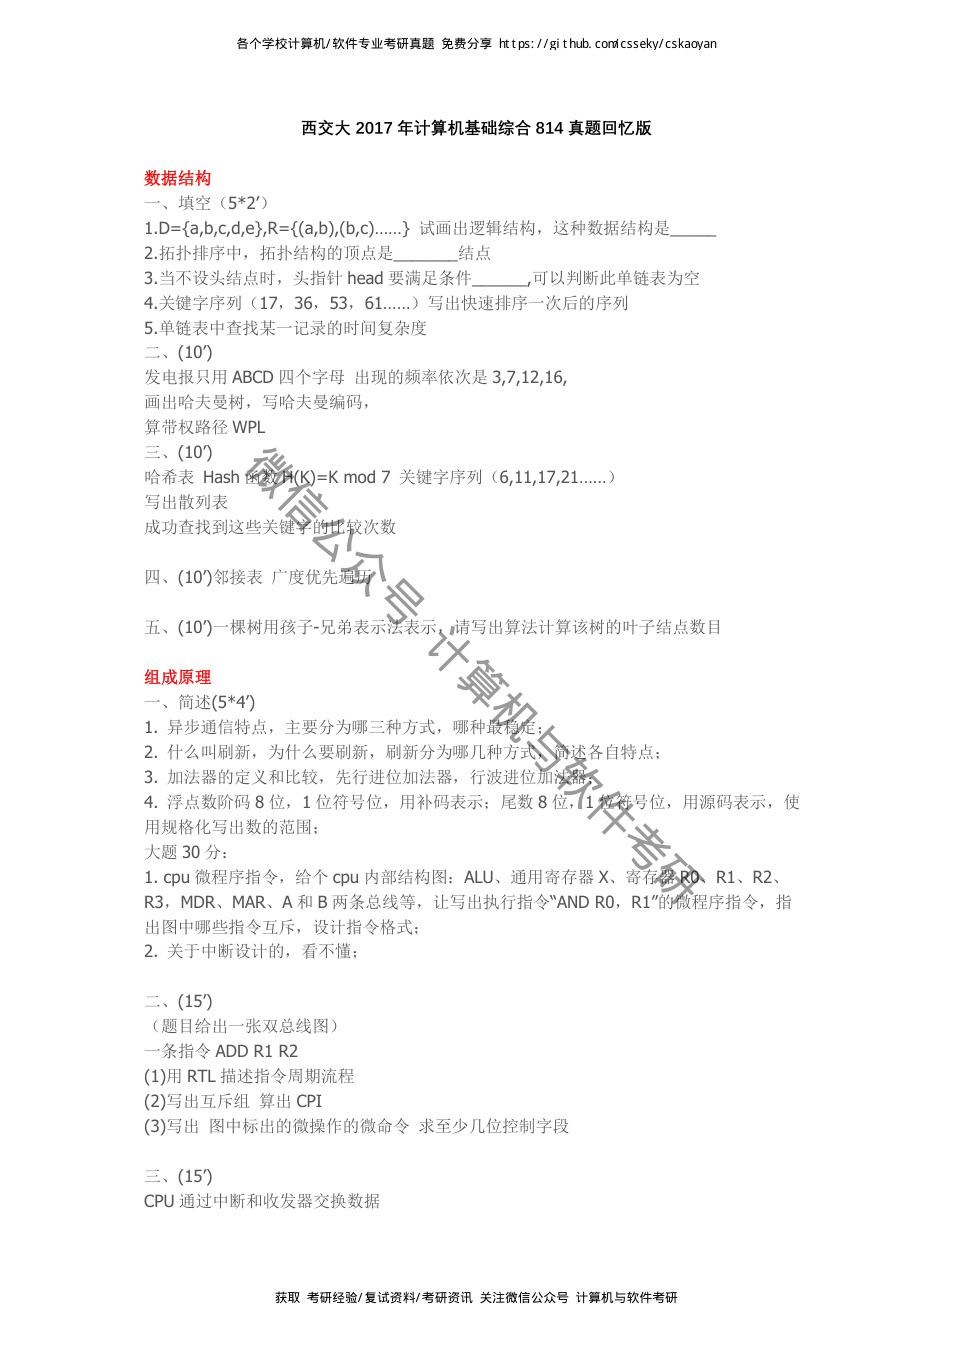 各个学校计算机/软件专业考研真题 免费分享 https://github.com/csseky/cskaoyan
西交大 2017 年计算机基础综合 814 真题回忆版
数据结构
一、填空（5*2’）
1.D={a,b,c,d,e},R={(a,b),(b,c)……} 试画出逻辑结构，这种数据结构是_____
2.拓扑排序中，拓扑结构的顶点是_______结点
3.当不设头结点时，头指针 head 要满足条件______,可以判断此单链表为空
4.关键字序列（17，36，53，61……）写出快速排序一次后的序列
5.单链表中查找某一记录的时间复杂度
二、(10’)
发电报只用 ABCD 四个字母 出现的频率依次是 3,7,12,16,
画出哈夫曼树，写哈夫曼编码，
算带权路径 WPL
三、(10’)
哈希表 Hash 函数 H(K)=K mod 7 关键字序列（6,11,17,21……）
写出散列表
成功查找到这些关键字的比较次数
四、(10’)邻接表 广度优先遍历
五、(10’)一棵树用孩子-兄弟表示法表示，请写出算法计算该树的叶子结点数目
组成原理
一、简述(5*4’)
1. 异步通信特点，主要分为哪三种方式，哪种最稳定；
2. 什么叫刷新，为什么要刷新，刷新分为哪几种方式，简述各自特点；
3. 加法器的定义和比较，先行进位加法器，行波进位加法器；
4. 浮点数阶码 8 位，1 位符号位，用补码表示；尾数 8 位，1 位符号位，用源码表示，使
用规格化写出数的范围；
大题 30 分：
1. cpu 微程序指令，给个 cpu 内部结构图：ALU、通用寄存器 X、寄存器 R0、R1、R2、
R3，MDR、MAR、A 和 B 两条总线等，让写出执行指令“AND R0，R1”的微程序指令，指
出图中哪些指令互斥，设计指令格式；
2. 关于中断设计的，看不懂；
二、(15’)
（题目给出一张双总线图）
一条指令 ADD R1 R2
(1)用 RTL 描述指令周期流程
(2)写出互斥组 算出 CPI
(3)写出 图中标出的微操作的微命令 求至少几位控制字段
三、(15’)
CPU 通过中断和收发器交换数据
微信公众号 计算机与软件考研
获取 考研经验/复试资料/考研资讯 关注微信公众号 计算机与软件考研